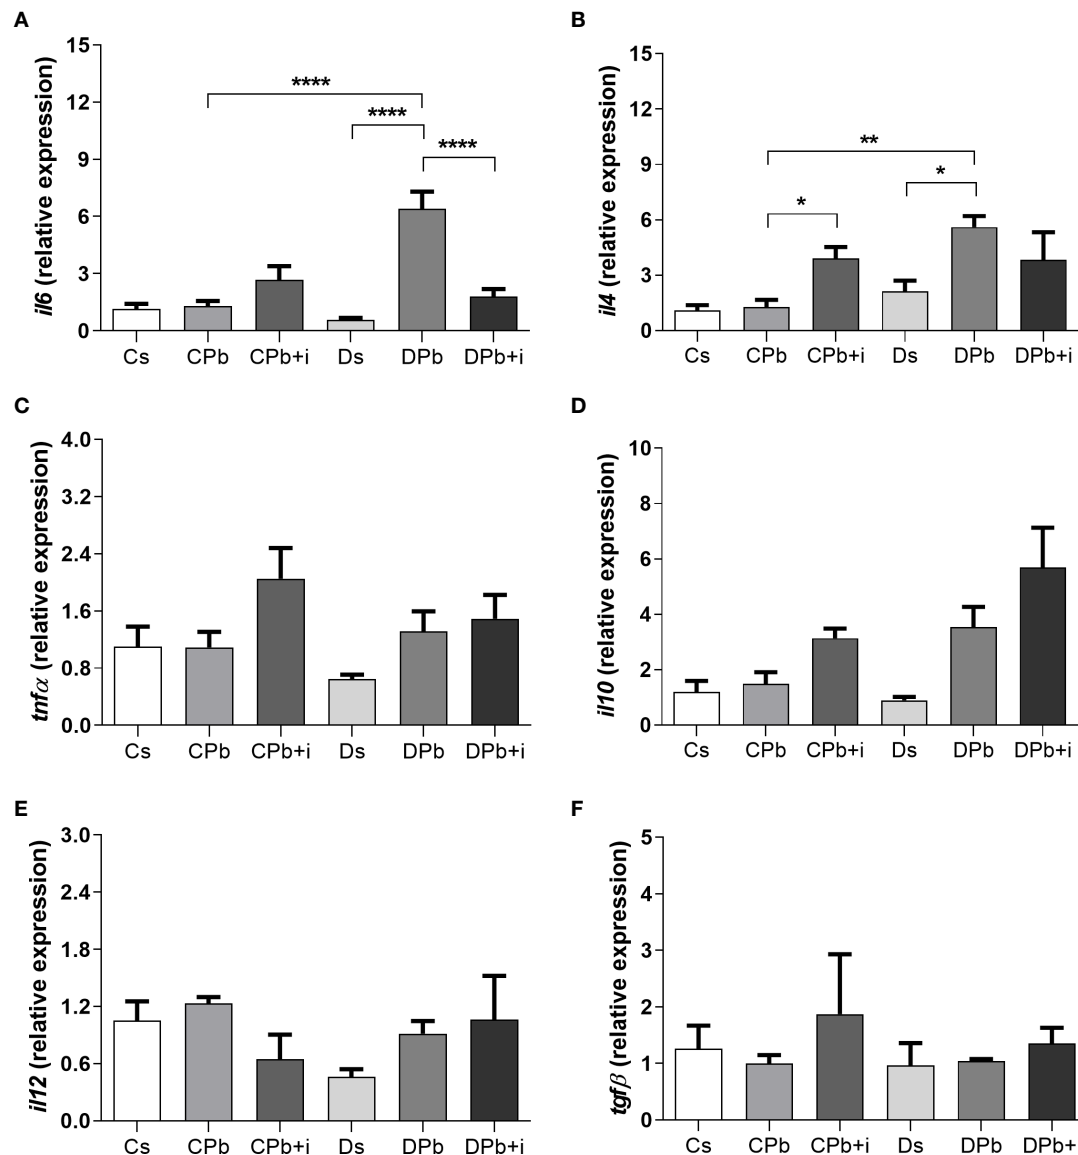 A
il6 (relative expression)
15
12
9
6
3
0
****
****
****
Cs CPb CPb+i Ds DPb DPb+i
B
il4 (relative expression)
15
12
9
6
3
0
**
*
*
Cs CPb CPb+i Ds DPb DPb+i
C
tnfα (relative expression)
4.0
3.2
2.4
1.6
0.8
0.0
Cs CPb CPb+i Ds DPb DPb+i
D
il10 (relative expression)
10
8
6
4
2
0
Cs CPb CPb+i Ds DPb DPb+i
E
il12 (relative expression)
3.0
2.4
1.8
1.2
0.6
0.0
Cs CPb CPb+i Ds DPb DPb+i
F
tgfβ (relative expression)
5
4
3
2
1
0
Cs CPb CPb+i Ds DPb DPb+